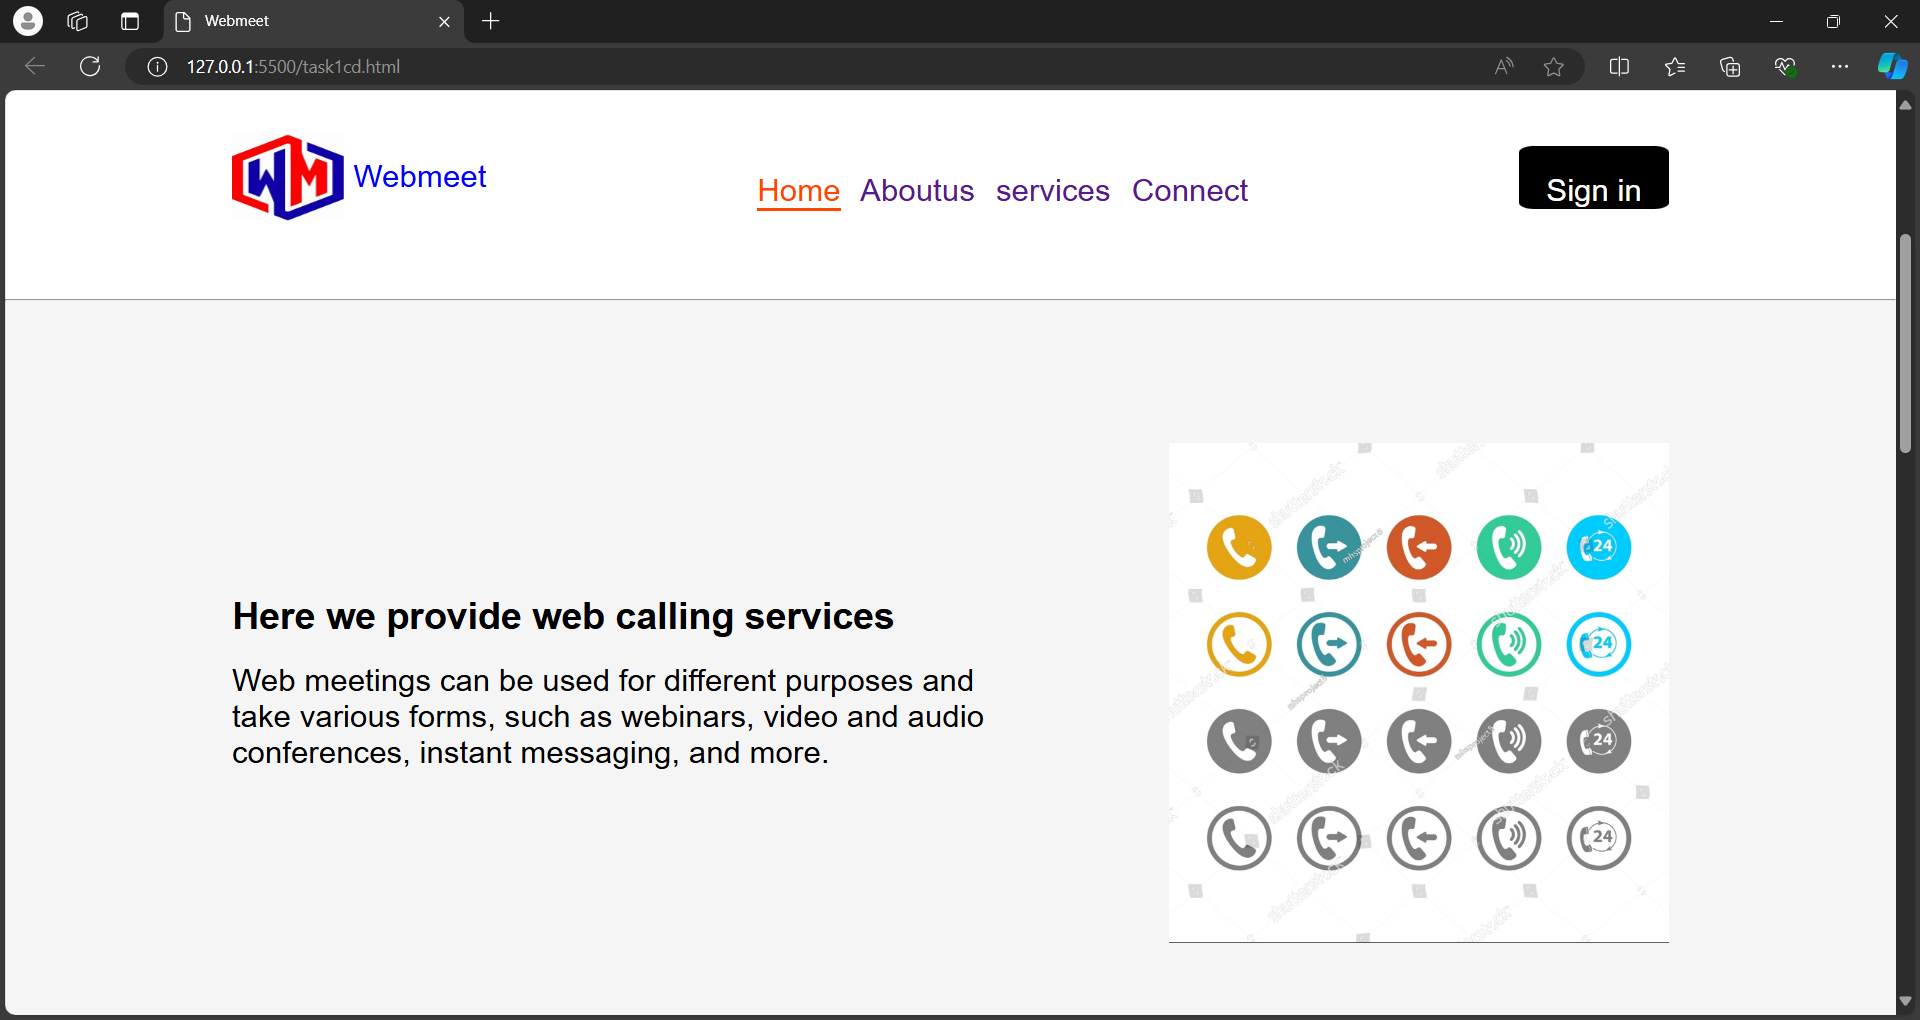 Webmeet
127.0.0.1:5500/task1cd.html
WM Webmeet
Home Aboutus services Connect
Sign in
Here we provide web calling services
Web meetings can be used for different purposes and
take various forms, such as webinars, video and audio
conferences, instant messaging, and more.
24
24
24
24
shutterstock
mhsproject5